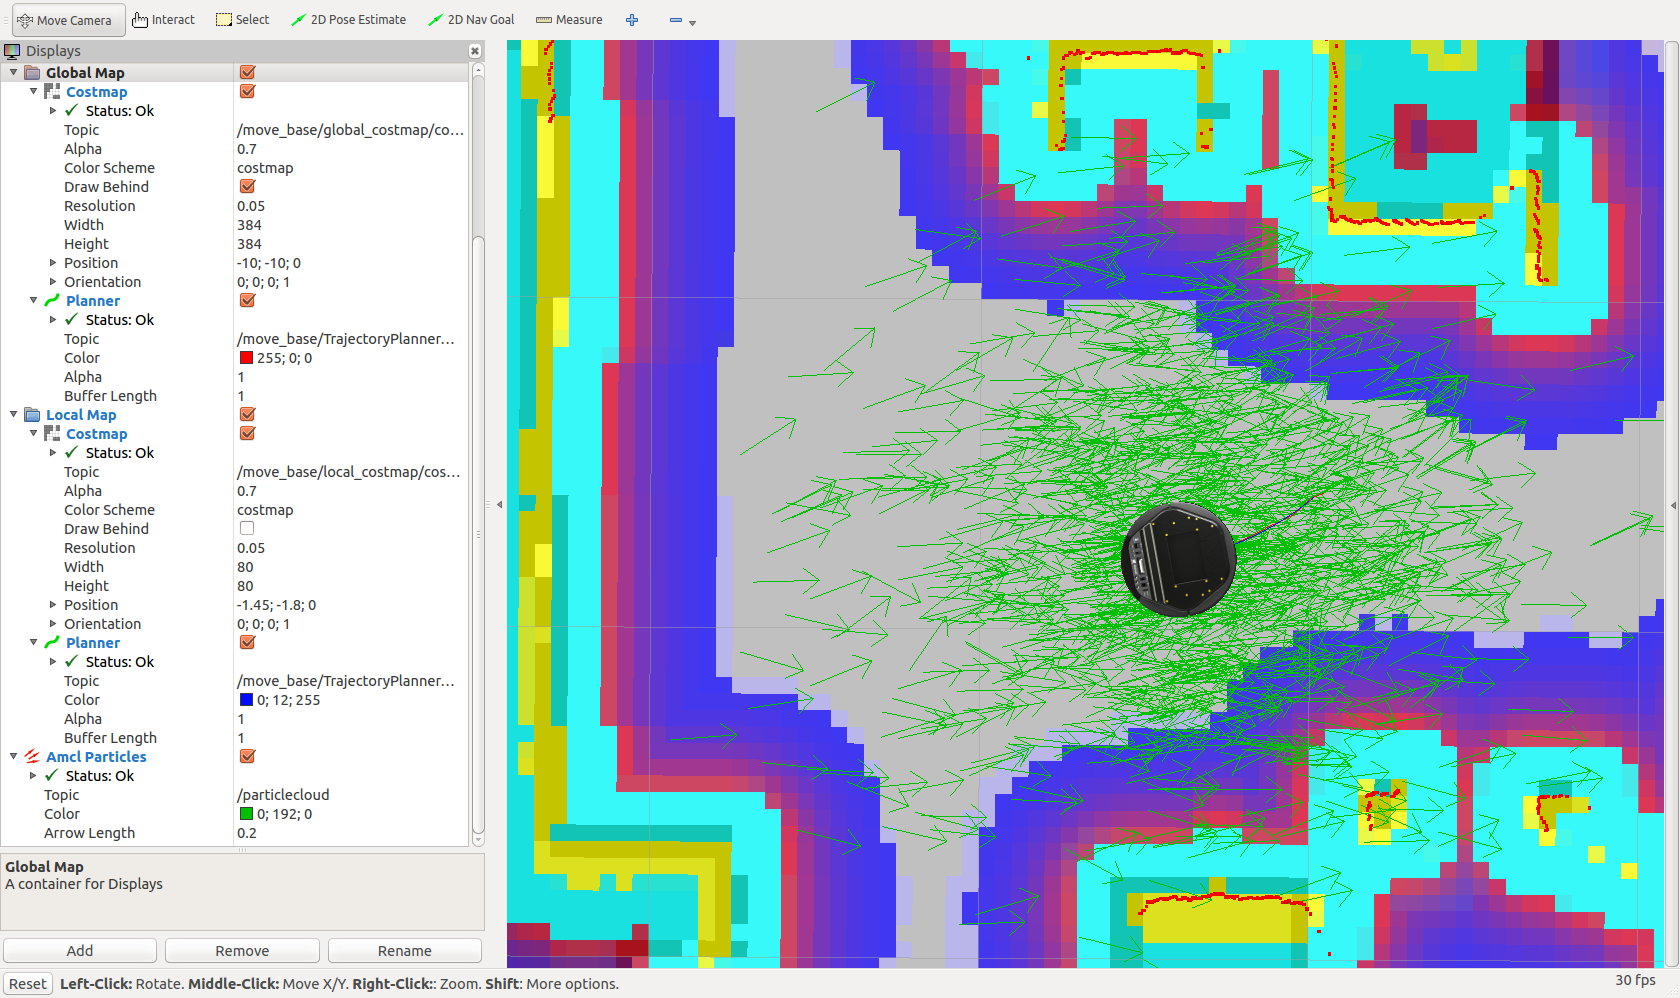 Move Camera Interact Select 2D Pose Estimate 2D Nav Goal Measure
Displays
Global Map
Costmap
Status: Ok
Topic /move_base/global_costmap/co...
Alpha 0.7
Color Scheme costmap
Draw Behind
Resolution 0.05
Width 384
Height 384
Position -10; -10; 0
Orientation 0; 0; 0; 1
Planner
Status: Ok
Topic /move_base/TrajectoryPlanner...
Color 255; 0; 0
Alpha 1
Buffer Length 1
Local Map
Costmap
Status: Ok
Topic /move_base/local_costmap/cos...
Alpha 0.7
Color Scheme costmap
Draw Behind
Resolution 0.05
Width 80
Height 80
Position -1.45; -1.8; 0
Orientation 0; 0; 0; 1
Planner
Status: Ok
Topic /move_base/TrajectoryPlanner...
Color 0; 12; 255
Alpha 1
Buffer Length 1
Amcl Particles
Status: Ok
Topic /particlecloud
Color 0; 192; 0
Arrow Length 0.2
Global Map
A container for Displays
Add Remove Rename
Reset Left-Click: Rotate. Middle-Click: Move X/Y. Right-Click:: Zoom. Shift: More options. 30 fps